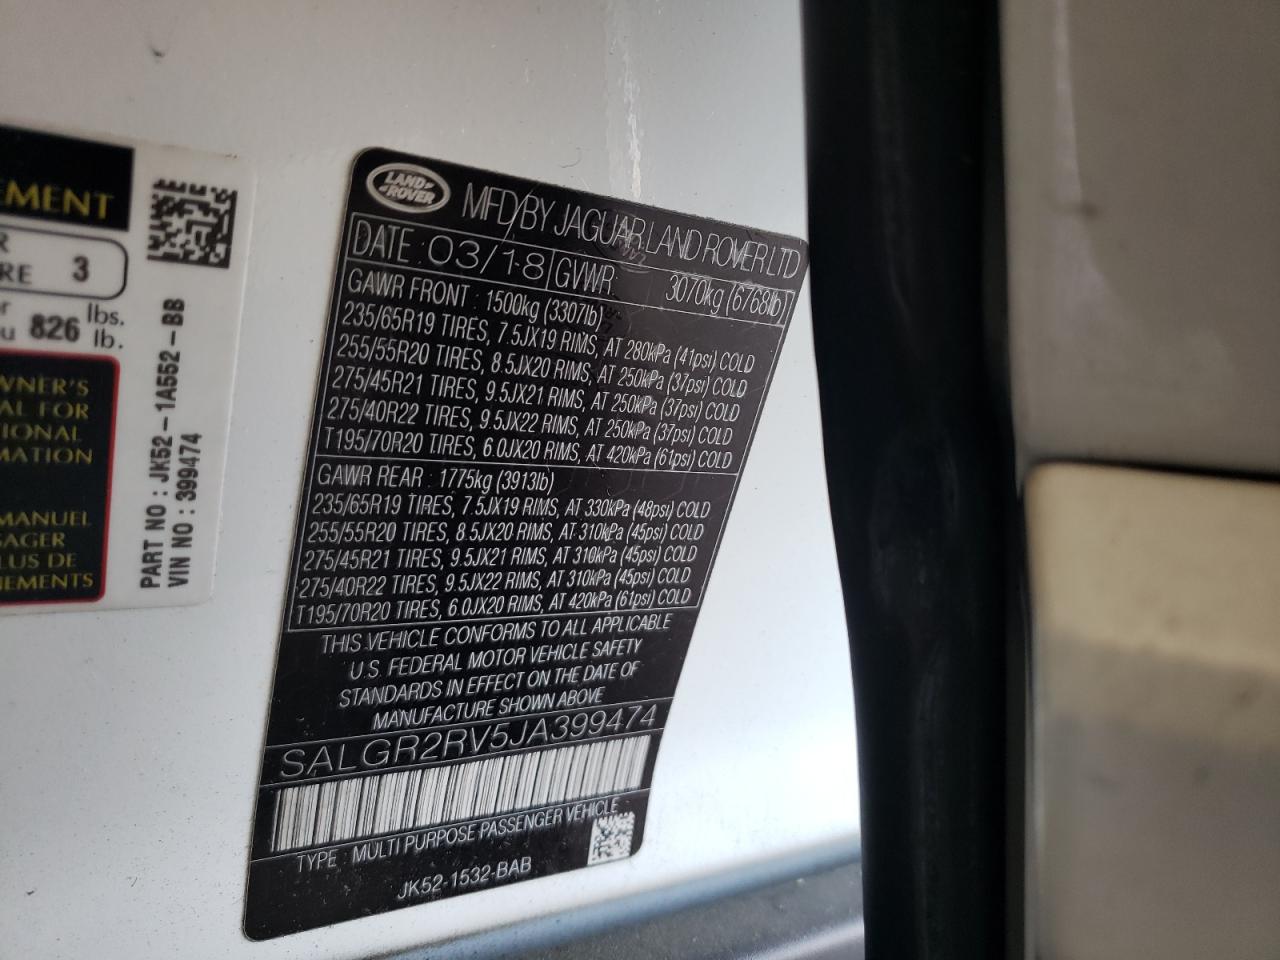 EMENT
R
RE 3
or lbs.
u 826 lb.
WNER'S
AL FOR
TIONAL
MATION
MANUEL
SAGER
LUS DE
NEMENTS
PART NO : JK52-1A552-BB
VIN NO : 399474
LAND ROVER
MFD/BY JAGUAR LAND ROVER LTD
DATE : 03/18 GVWR: 3070kg (6768lb)
GAWR FRONT : 1500kg (3307lb)
235/65R19 TIRES, 7.5JX19 RIMS, AT 280kPa (41psi) COLD
255/55R20 TIRES, 8.5JX20 RIMS, AT 250kPa (37psi) COLD
275/45R21 TIRES, 9.5JX21 RIMS, AT 250kPa (37psi) COLD
275/40R22 TIRES, 9.5JX22 RIMS, AT 250kPa (37psi) COLD
T195/70R20 TIRES, 6.0JX20 RIMS, AT 420kPa (61psi) COLD
GAWR REAR : 1775kg (3913lb)
235/65R19 TIRES, 7.5JX19 RIMS, AT 330kPa (48psi) COLD
255/55R20 TIRES, 8.5JX20 RIMS, AT 310kPa (45psi) COLD
275/45R21 TIRES, 9.5JX21 RIMS, AT 310kPa (45psi) COLD
275/40R22 TIRES, 9.5JX22 RIMS, AT 310kPa (45psi) COLD
T195/70R20 TIRES, 6.0JX20 RIMS, AT 420kPa (61psi) COLD
THIS VEHICLE CONFORMS TO ALL APPLICABLE
U.S. FEDERAL MOTOR VEHICLE SAFETY
STANDARDS IN EFFECT ON THE DATE OF
MANUFACTURE SHOWN ABOVE
SALGR2RV5JA399474
TYPE : MULTI PURPOSE PASSENGER VEHICLE
JK52-1532-BAB